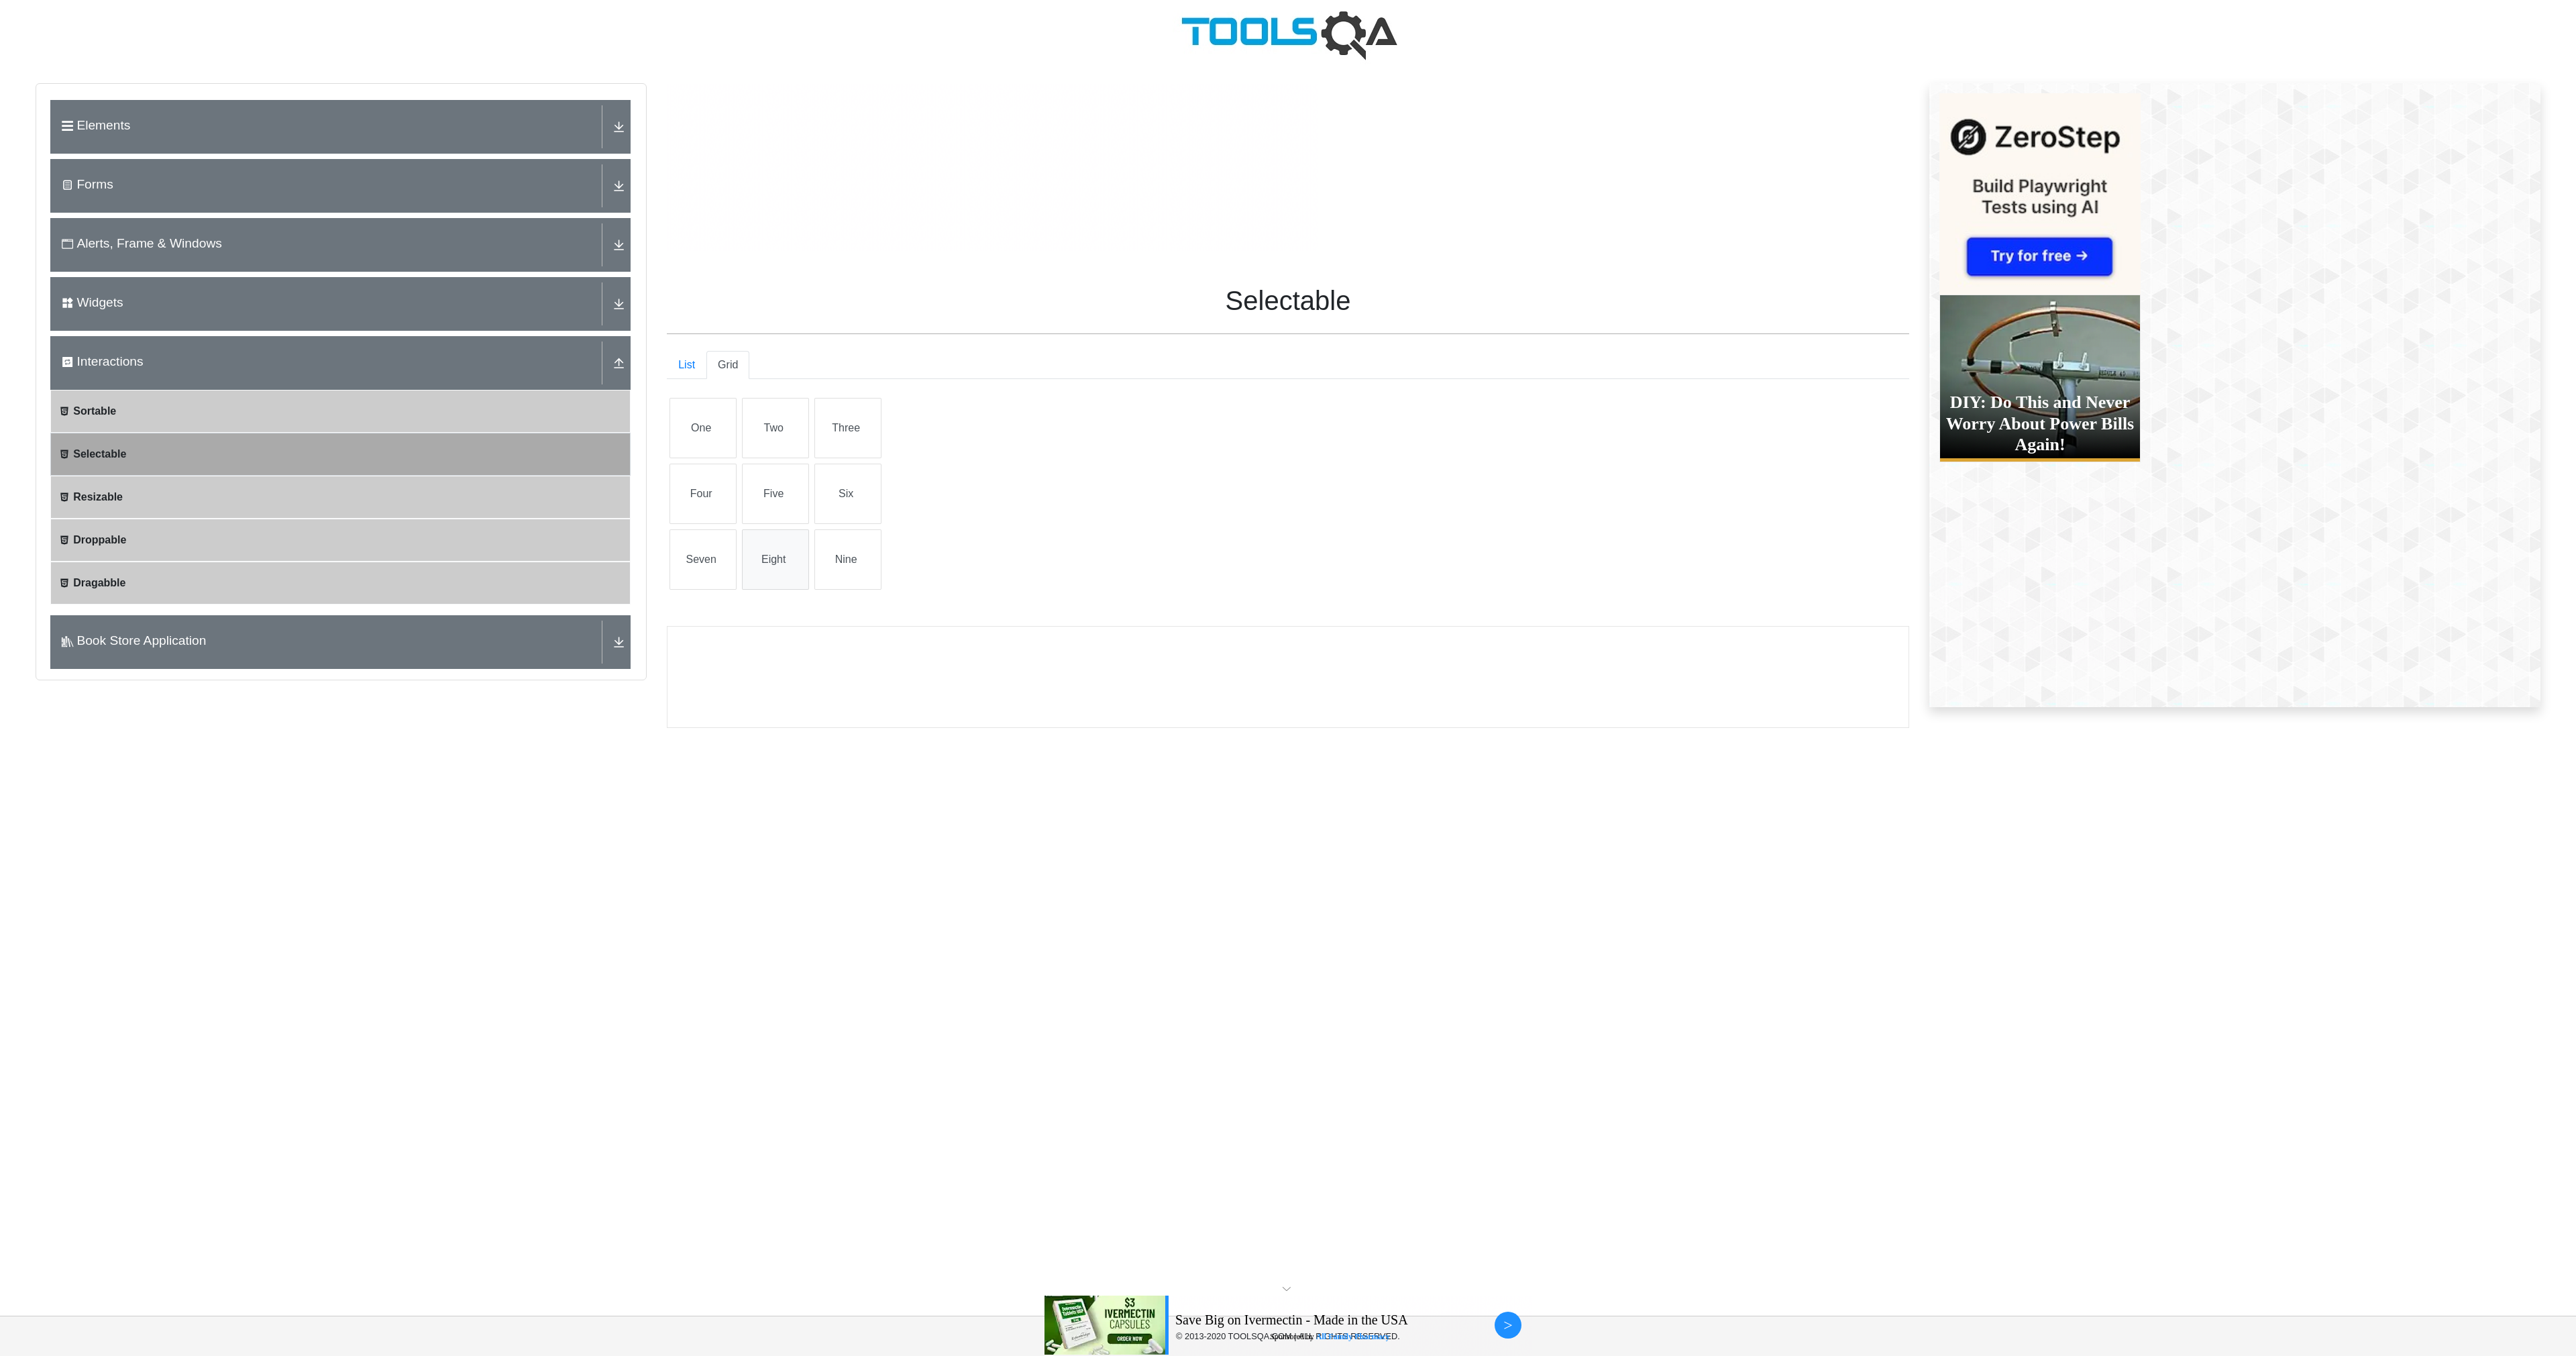 TOOLSQA
Elements
Forms
Alerts, Frame & Windows
Widgets
Interactions
Sortable
Selectable
Resizable
Droppable
Dragabble
Book Store Application
Selectable
List
Grid
One
Two
Three
Four
Five
Six
Seven
Eight
Nine
ZeroStep
Build Playwright
Tests using AI
Try for free →
DIY: Do This and Never
Worry About Power Bills
Again!
$3
IVERMECTIN
CAPSULES
ORDER NOW
Save Big on Ivermectin - Made in the USA
© 2013-2020 TOOLSQA.COM | ALL RIGHTS RESERVED.
>